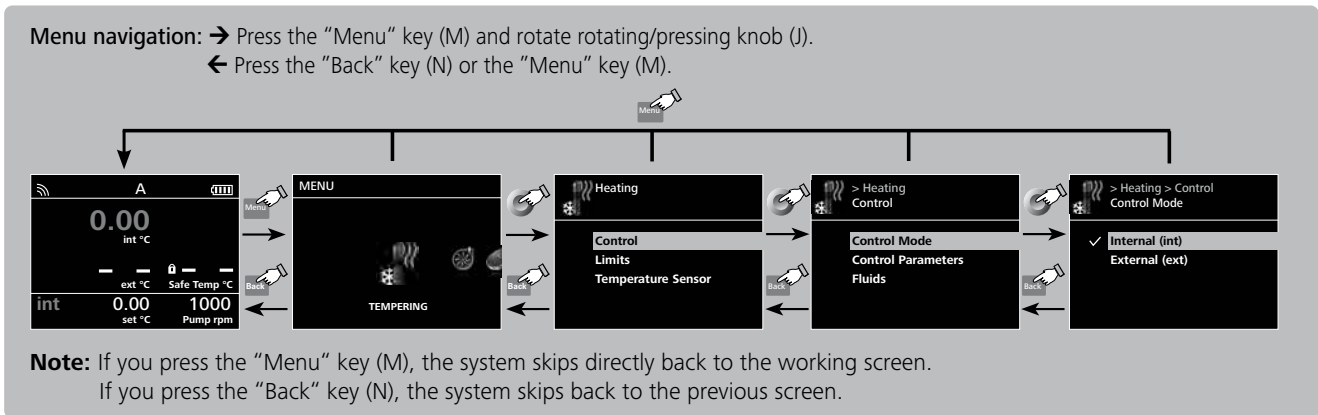 Menu navigation: → Press the “Menu“ key (M) and rotate rotating/pressing knob (J).
← Press the ”Back“ key (N) or the “Menu“ key (M).
Menu
A
0.00
int °C
– –
ext °C
– –
Safe Temp °C
int
0.00
set °C
1000
Pump rpm
Menu
Back
MENU
TEMPERING
Back
Heating
Control
Limits
Temperature Sensor
Back
> Heating
Control
Control Mode
Control Parameters
Fluids
Back
> Heating > Control
Control Mode
✓ Internal (int)
External (ext)
Note: If you press the “Menu“ key (M), the system skips directly back to the working screen.
If you press the “Back“ key (N), the system skips back to the previous screen.